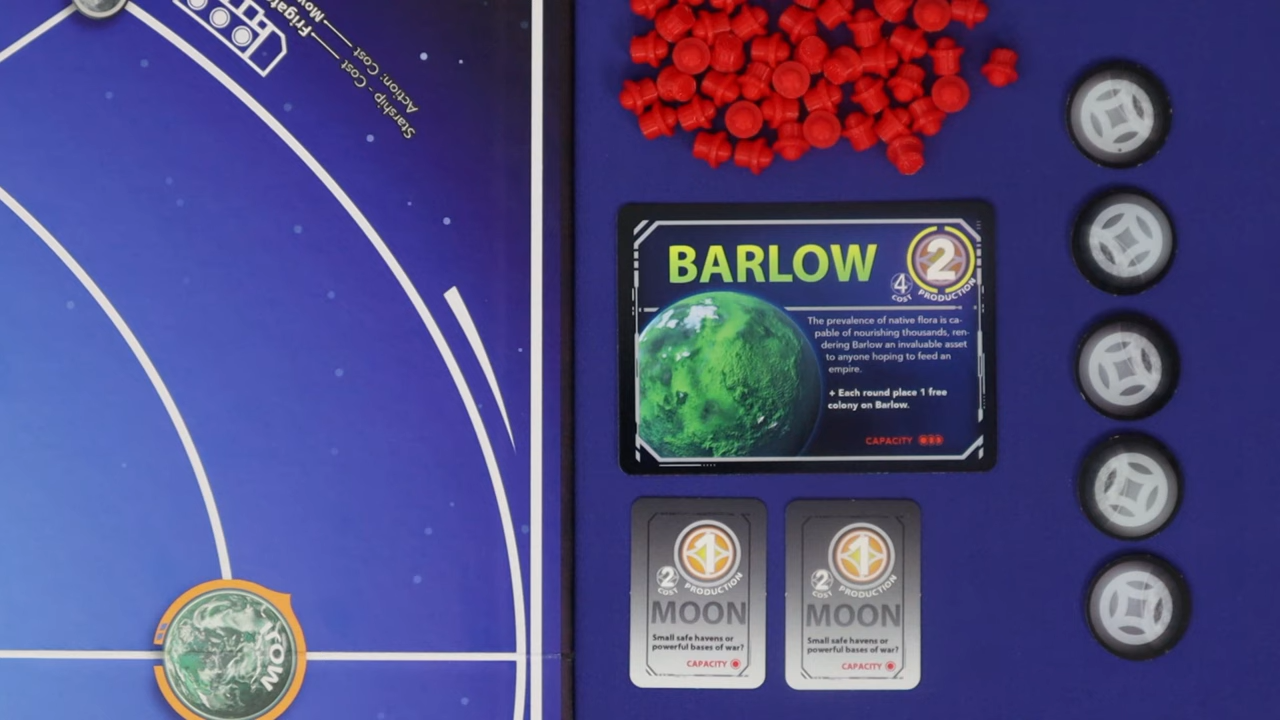 Frigate
Mov
Starship - Cost
Action: Cost
BARLOW
2
4
COST
PRODUCTION
The prevalence of native flora is ca-
pable of nourishing thousands, ren-
dering Barlow an invaluable asset
to anyone hoping to feed an
empire.
+ Each round place 1 free
colony on Barlow.
CAPACITY
1
2
COST
PRODUCTION
MOON
Small safe havens or
powerful bases of war?
CAPACITY
1
2
COST
PRODUCTION
MOON
Small safe havens or
powerful bases of war?
CAPACITY